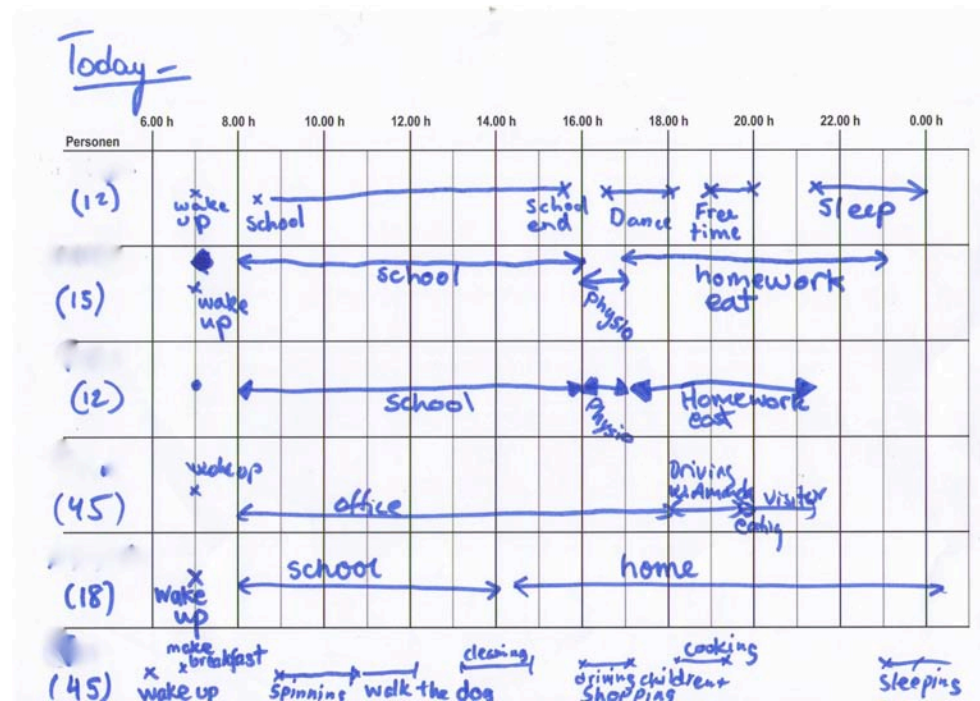 Today -
6.00 h 8.00 h 10.00 h 12.00 h 14.00 h 16.00 h 18.00 h 20.00 h 22.00 h 0.00 h
Personen
(12)
wake up
School
School end
Dance
Free time
Sleep
(15)
wake up
school
Physio
homework
eat
(12)
school
Physio
Homework
eat
(45)
wake up
office
Driving
eating
visiter
(18)
wake up
school
home
(45)
wake up
make breakfast
Spinning
walk the dog
cleaning
driving children +
shopping
cooking
sleeping